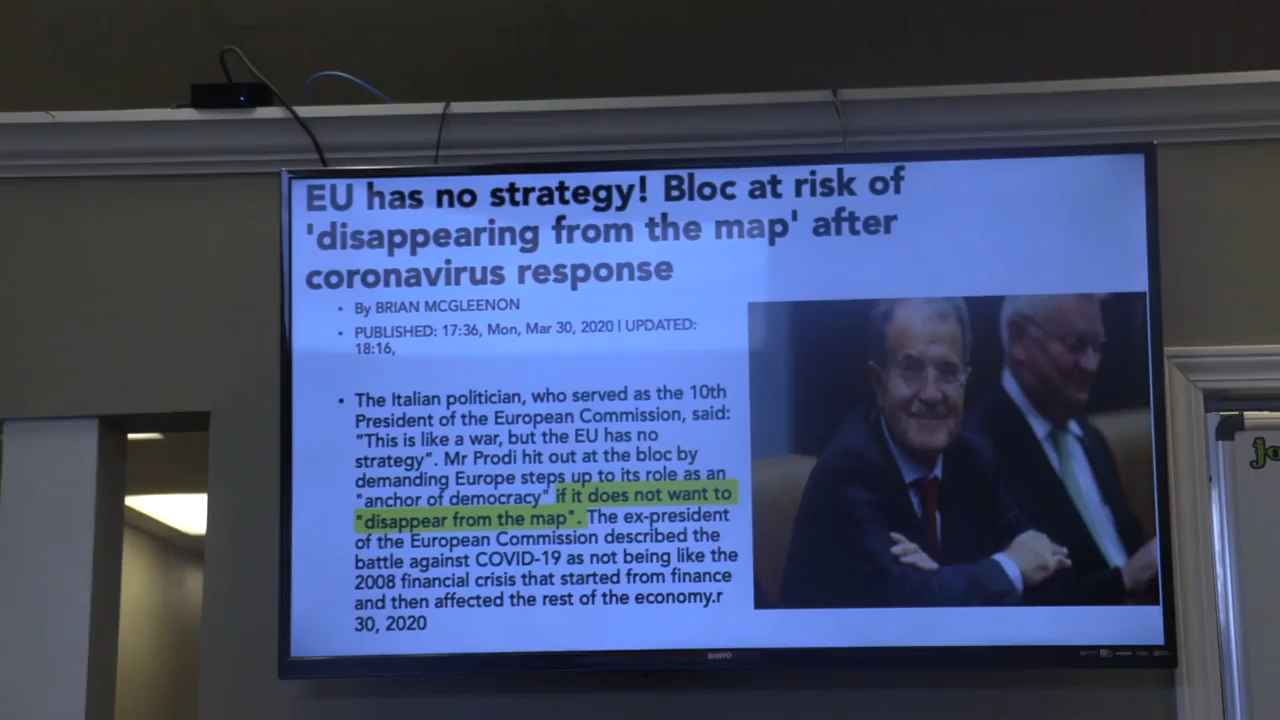 EU has no strategy! Bloc at risk of
'disappearing from the map' after
coronavirus response
• By BRIAN MCGLEENON
• PUBLISHED: 17:36, Mon, Mar 30, 2020 | UPDATED:
18:16,
• The Italian politician, who served as the 10th
President of the European Commission, said:
"This is like a war, but the EU has no
strategy". Mr Prodi hit out at the bloc by
demanding Europe steps up to its role as an
"anchor of democracy" if it does not want to
"disappear from the map". The ex-president
of the European Commission described the
battle against COVID-19 as not being like the
2008 financial crisis that started from finance
and then affected the rest of the economy.r
30, 2020
SANYO